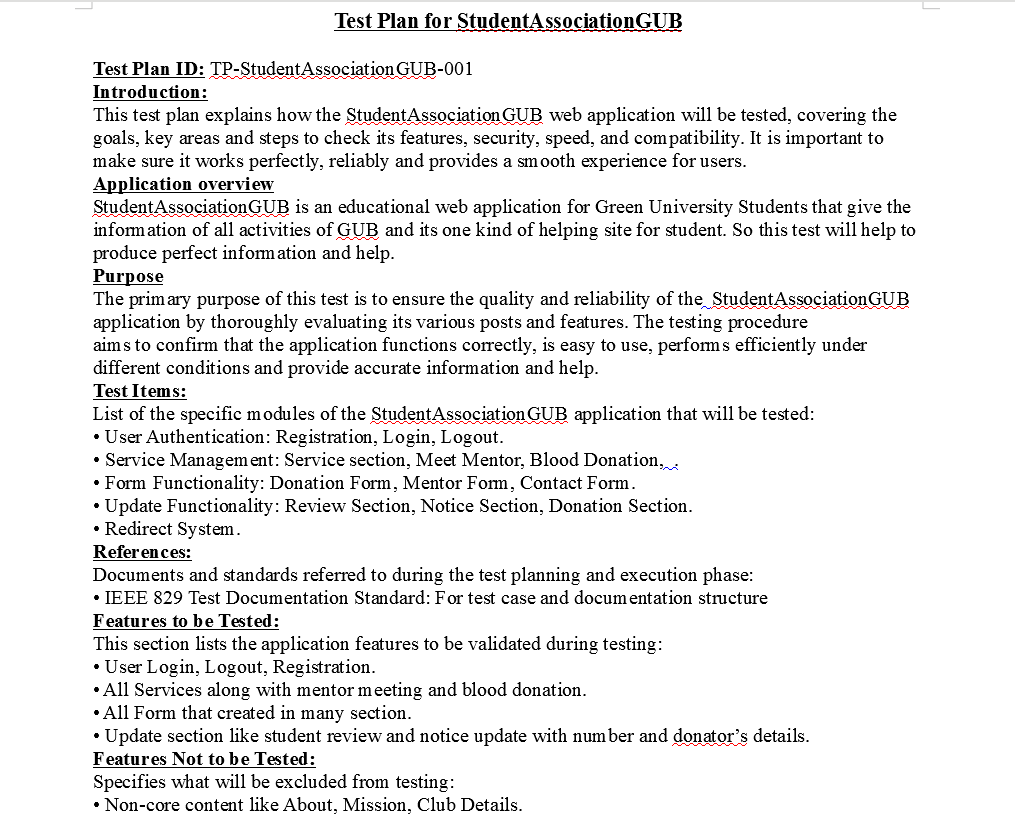 Test Plan for StudentAssociationGUB
Test Plan ID: TP-StudentAssociationGUB-001
Introduction:
This test plan explains how the StudentAssociationGUB web application will be tested, covering the
goals, key areas and steps to check its features, security, speed, and compatibility. It is important to
make sure it works perfectly, reliably and provides a smooth experience for users.
Application overview
StudentAssociationGUB is an educational web application for Green University Students that give the
information of all activities of GUB and its one kind of helping site for student. So this test will help to
produce perfect information and help.
Purpose
The primary purpose of this test is to ensure the quality and reliability of the StudentAssociationGUB
application by thoroughly evaluating its various posts and features. The testing procedure
aims to confirm that the application functions correctly, is easy to use, performs efficiently under
different conditions and provide accurate information and help.
Test Items:
List of the specific modules of the StudentAssociationGUB application that will be tested:
• User Authentication: Registration, Login, Logout.
• Service Management: Service section, Meet Mentor, Blood Donation, .
• Form Functionality: Donation Form, Mentor Form, Contact Form.
• Update Functionality: Review Section, Notice Section, Donation Section.
• Redirect System.
References:
Documents and standards referred to during the test planning and execution phase:
• IEEE 829 Test Documentation Standard: For test case and documentation structure
Features to be Tested:
This section lists the application features to be validated during testing:
• User Login, Logout, Registration.
• All Services along with mentor meeting and blood donation.
• All Form that created in many section.
• Update section like student review and notice update with number and donator’s details.
Features Not to be Tested:
Specifies what will be excluded from testing:
• Non-core content like About, Mission, Club Details.